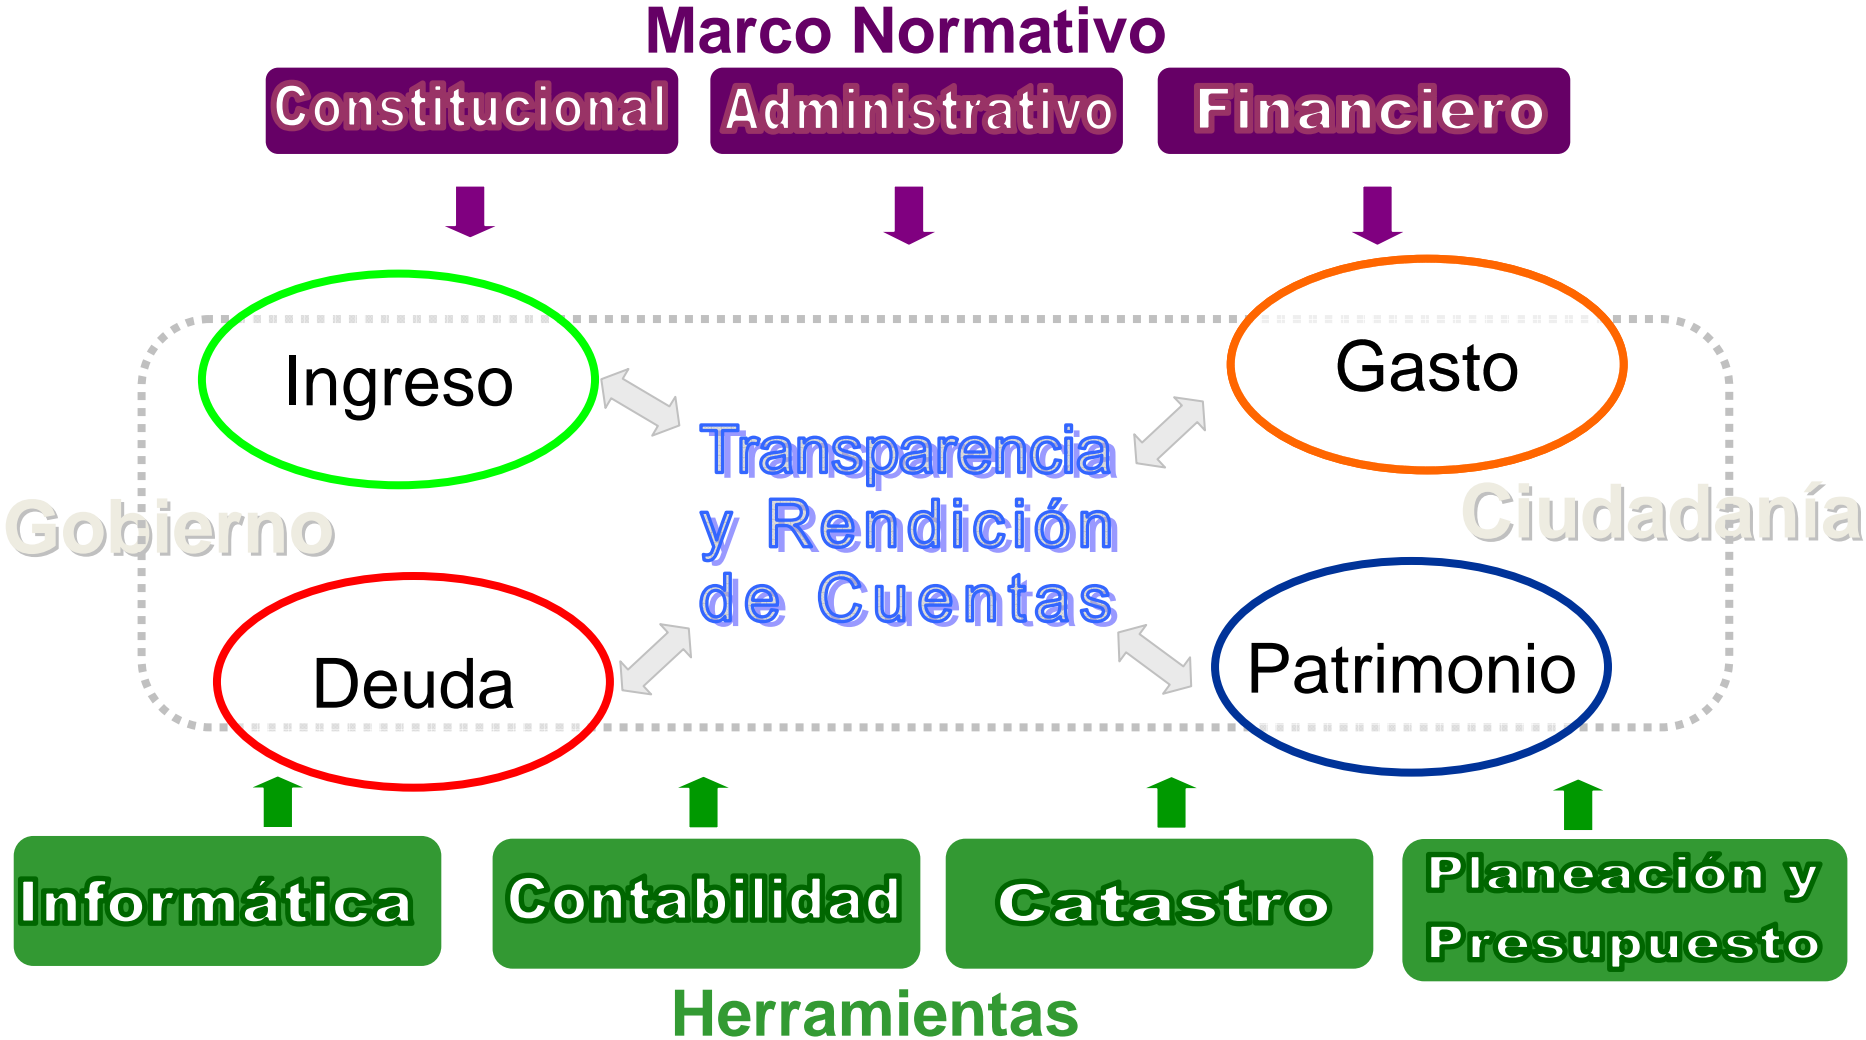 Marco Normativo
Constitucional
Administrativo
Financiero
Ingreso
Gasto
Transparencia
y Rendición
de Cuentas
Gobierno
Ciudadanía
Deuda
Patrimonio
Informática
Contabilidad
Catastro
Planeación y
Presupuesto
Herramientas